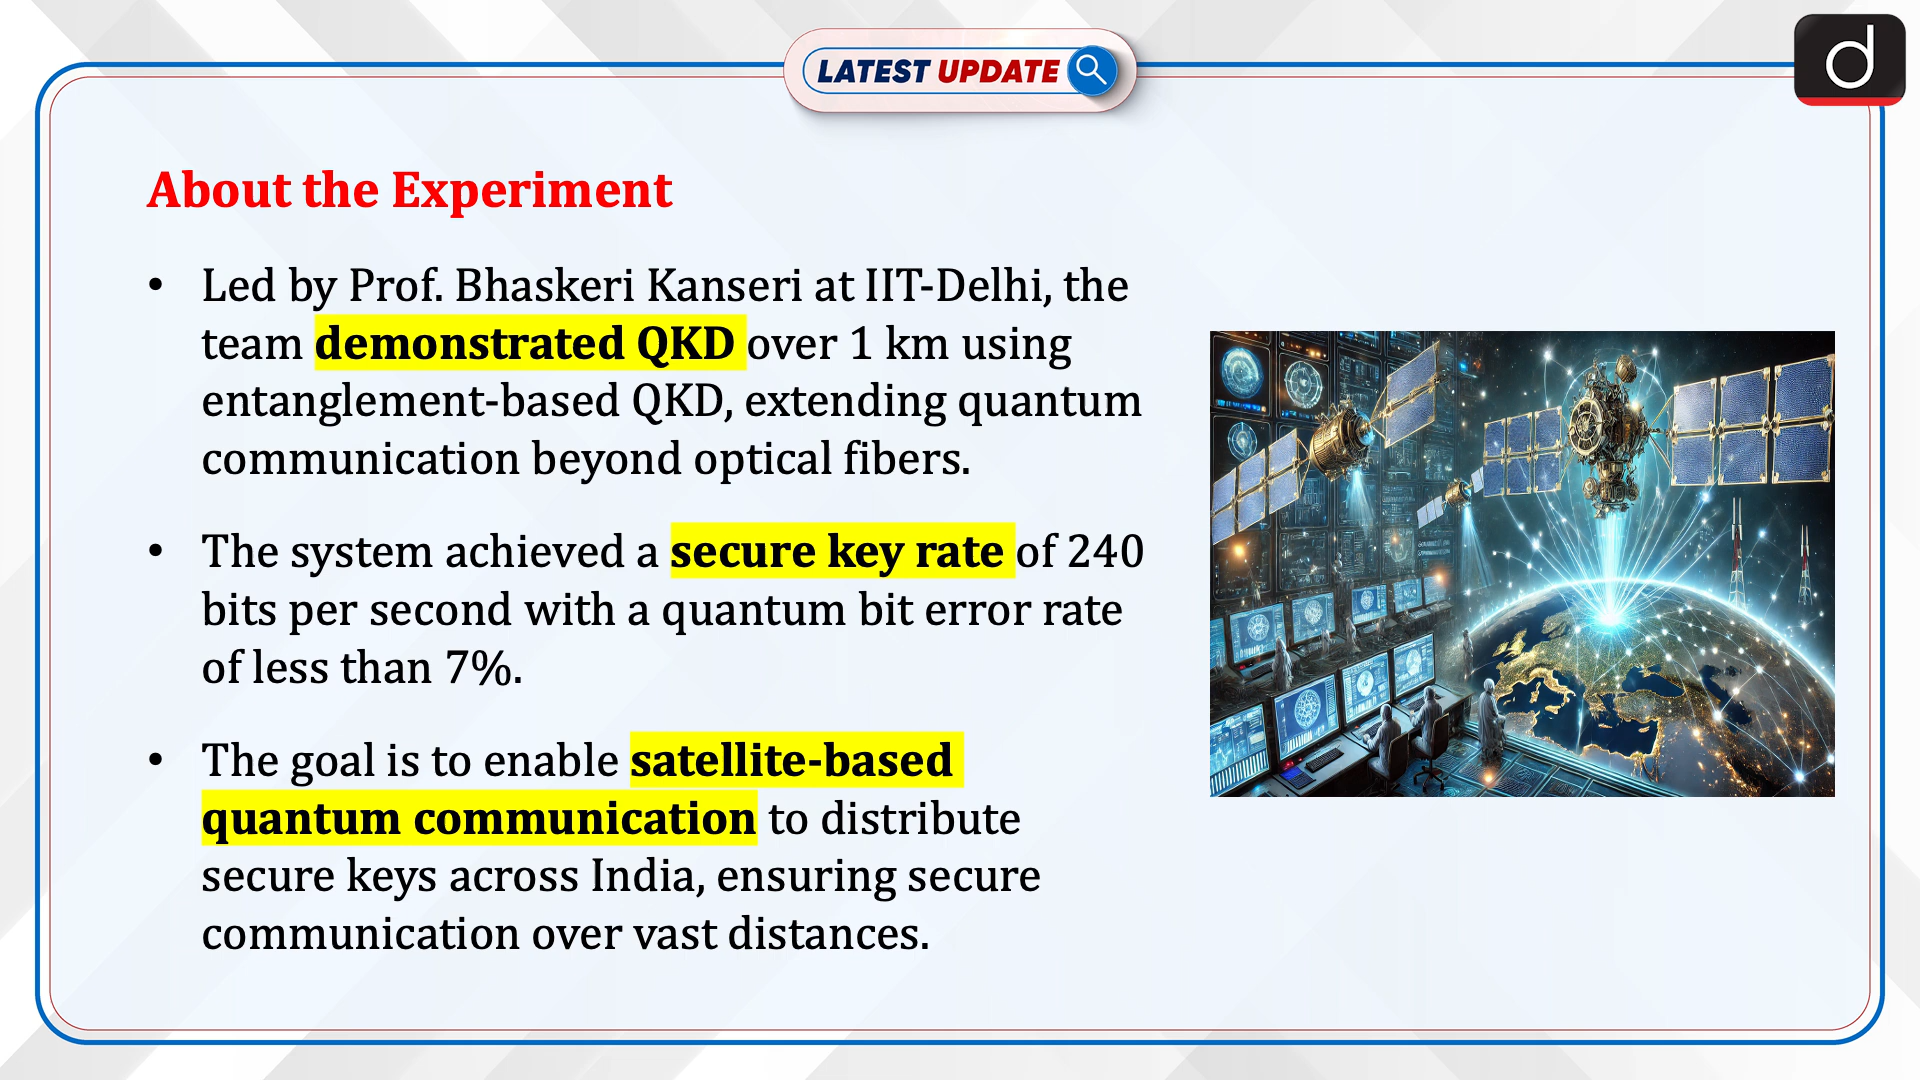 LATEST UPDATE
d
About the Experiment
• Led by Prof. Bhaskeri Kanseri at IIT-Delhi, the
team demonstrated QKD over 1 km using
entanglement-based QKD, extending quantum
communication beyond optical fibers.
• The system achieved a secure key rate of 240
bits per second with a quantum bit error rate
of less than 7%.
• The goal is to enable satellite-based
quantum communication to distribute
secure keys across India, ensuring secure
communication over vast distances.